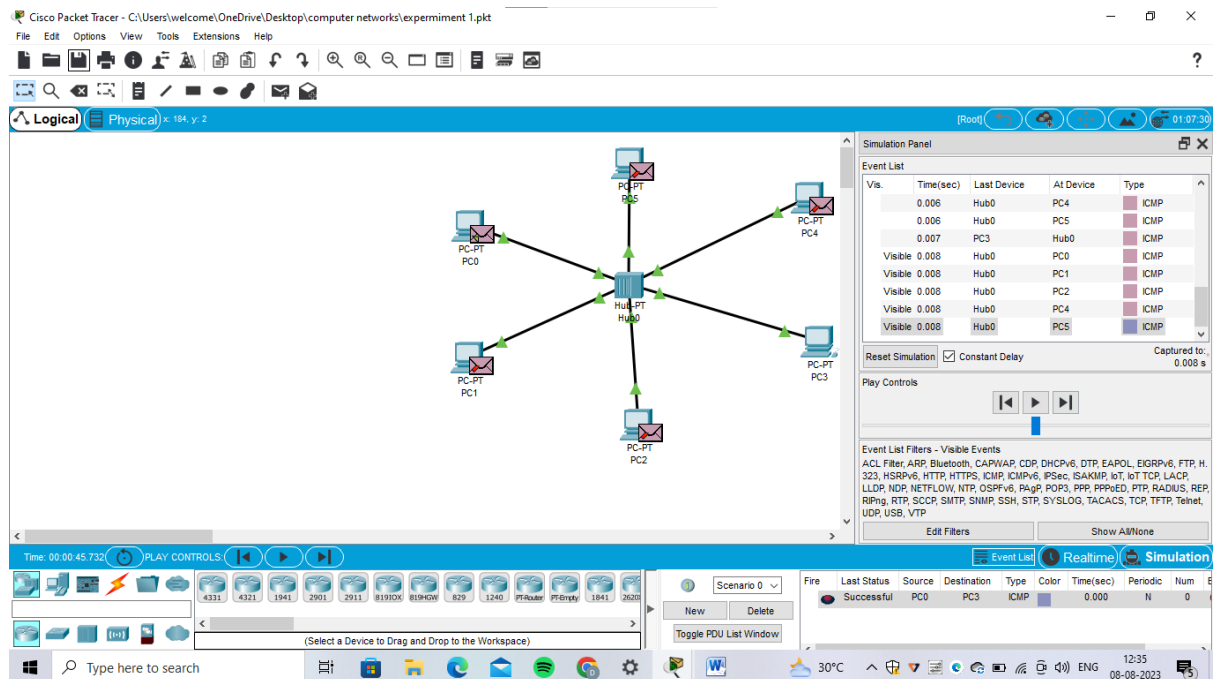 Cisco Packet Tracer - C:\Users\welcome\OneDrive\Desktop\computer networks\expermiment 1.pkt
File Edit Options View Tools Extensions Help
?
Logical Physical x: 184, y: 2 [Root] 01:07:30
PC-PT
PC5
PC-PT
PC4
PC-PT
PC0
Hub-PT
Hub0
PC-PT
PC3
PC-PT
PC1
PC-PT
PC2
Simulation Panel
Event List
Vis. Time(sec) Last Device At Device Type
0.006 Hub0 PC4 ICMP
0.006 Hub0 PC5 ICMP
0.007 PC3 Hub0 ICMP
Visible 0.008 Hub0 PC0 ICMP
Visible 0.008 Hub0 PC1 ICMP
Visible 0.008 Hub0 PC2 ICMP
Visible 0.008 Hub0 PC4 ICMP
Visible 0.008 Hub0 PC5 ICMP
Reset Simulation Constant Delay Captured to:
0.008 s
Play Controls
Event List Filters - Visible Events
ACL Filter, ARP, Bluetooth, CAPWAP, CDP, DHCPv6, DTP, EAPOL, EIGRPv6, FTP, H.
323, HSRPv6, HTTP, HTTPS, ICMP, ICMPv6, IPSec, ISAKMP, IoT, IoT TCP, LACP,
LLDP, NDP, NETFLOW, NTP, OSPFv6, PAgP, POP3, PPP, PPPoED, PTP, RADIUS, REP,
RIPng, RTP, SCCP, SMTP, SNMP, SSH, STP, SYSLOG, TACACS, TCP, TFTP, Telnet,
UDP, USB, VTP
Edit Filters Show All/None
Time: 00:00:45.732 PLAY CONTROLS: Event List Realtime Simulation
4331 4321 1941 2901 2911 819IOX 819HGW 829 1240 PT-Router PT-Empty 1841 2620
(Select a Device to Drag and Drop to the Workspace)
Scenario 0
New Delete
Toggle PDU List Window
Fire Last Status Source Destination Type Color Time(sec) Periodic Num E
Successful PC0 PC3 ICMP 0.000 N 0
Type here to search
30°C ENG 12:35
08-08-2023
5